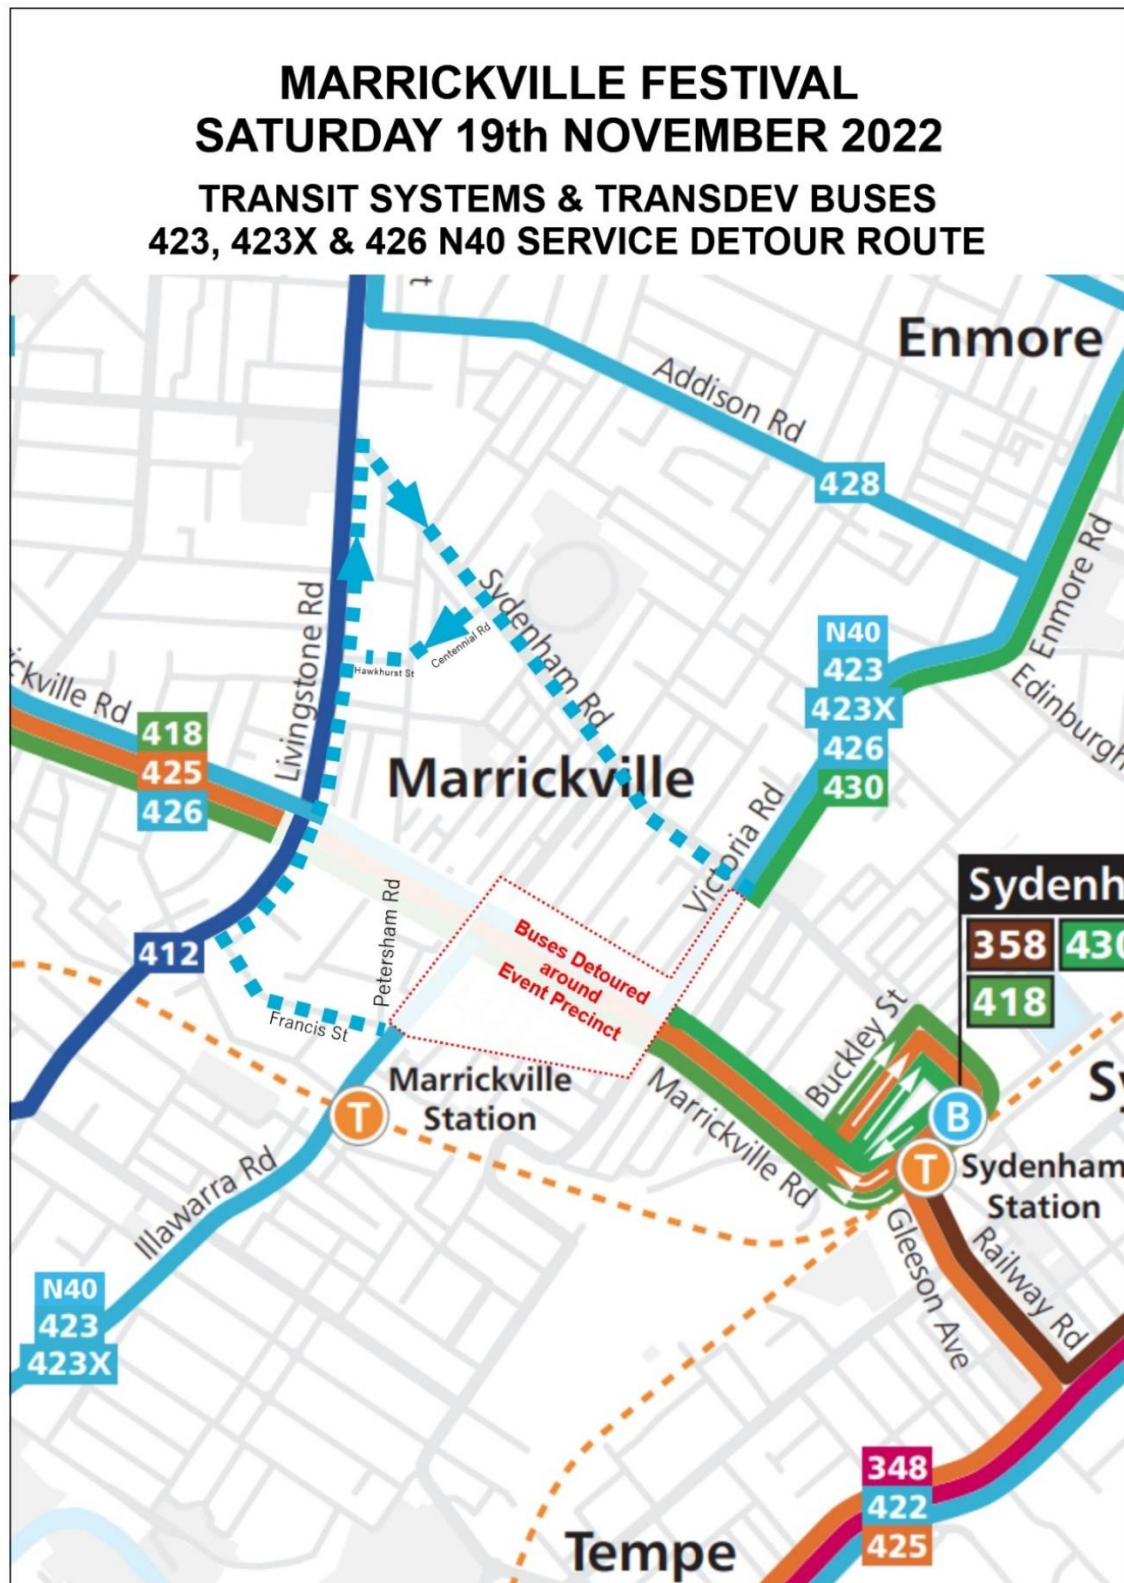 MARRICKVILLE FESTIVAL
SATURDAY 19th NOVEMBER 2022
TRANSIT SYSTEMS & TRANSDEV BUSES
423, 423X & 426 N40 SERVICE DETOUR ROUTE
Enmore
Addison Rd
428
Enmore Rd
Sydenham Rd
Livingstone Rd
Centennial Rd
Hawkhurst St
N40
423
423X
426
430
Edinburgh
ickville Rd
418
425
426
Marrickville
Victoria Rd
Petersham Rd
Sydenh
358
430
418
412
Buses Detoured
around
Event Precinct
Francis St
Buckley St
Marrickville
Station
T
B
Sy
Marrickville Rd
T
Sydenham
Station
Illawarra Rd
Gleeson Ave
Railway Rd
N40
423
423X
348
422
425
Tempe